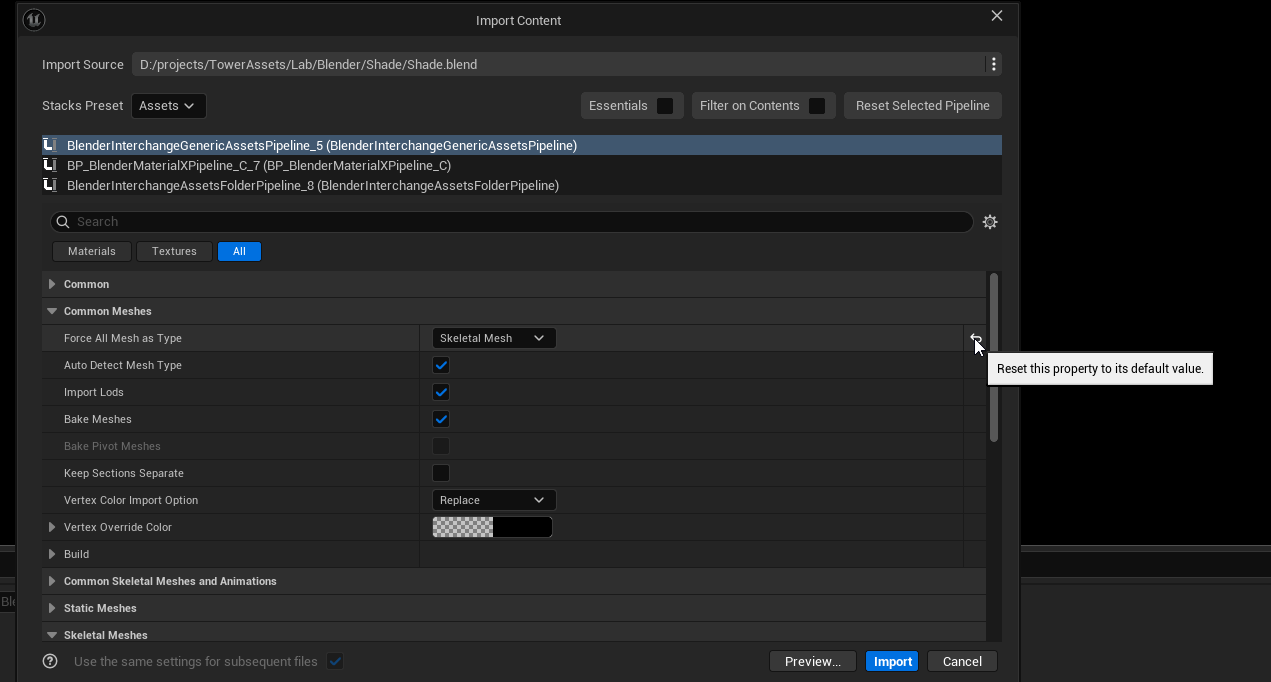 Import Content
Import Source D:/projects/TowerAssets/Lab/Blender/Shade/Shade.blend
Stacks Preset Assets Essentials Filter on Contents Reset Selected Pipeline
BlenderInterchangeGenericAssetsPipeline_5 (BlenderInterchangeGenericAssetsPipeline)
BP_BlenderMaterialXPipeline_C_7 (BP_BlenderMaterialXPipeline_C)
BlenderInterchangeAssetsFolderPipeline_8 (BlenderInterchangeAssetsFolderPipeline)
Search
Materials Textures All
Common
Common Meshes
Force All Mesh as Type Skeletal Mesh
Reset this property to its default value.
Auto Detect Mesh Type
Import Lods
Bake Meshes
Bake Pivot Meshes
Keep Sections Separate
Vertex Color Import Option Replace
Vertex Override Color
Build
Common Skeletal Meshes and Animations
Static Meshes
Ble
Skeletal Meshes
Use the same settings for subsequent files Preview... Import Cancel